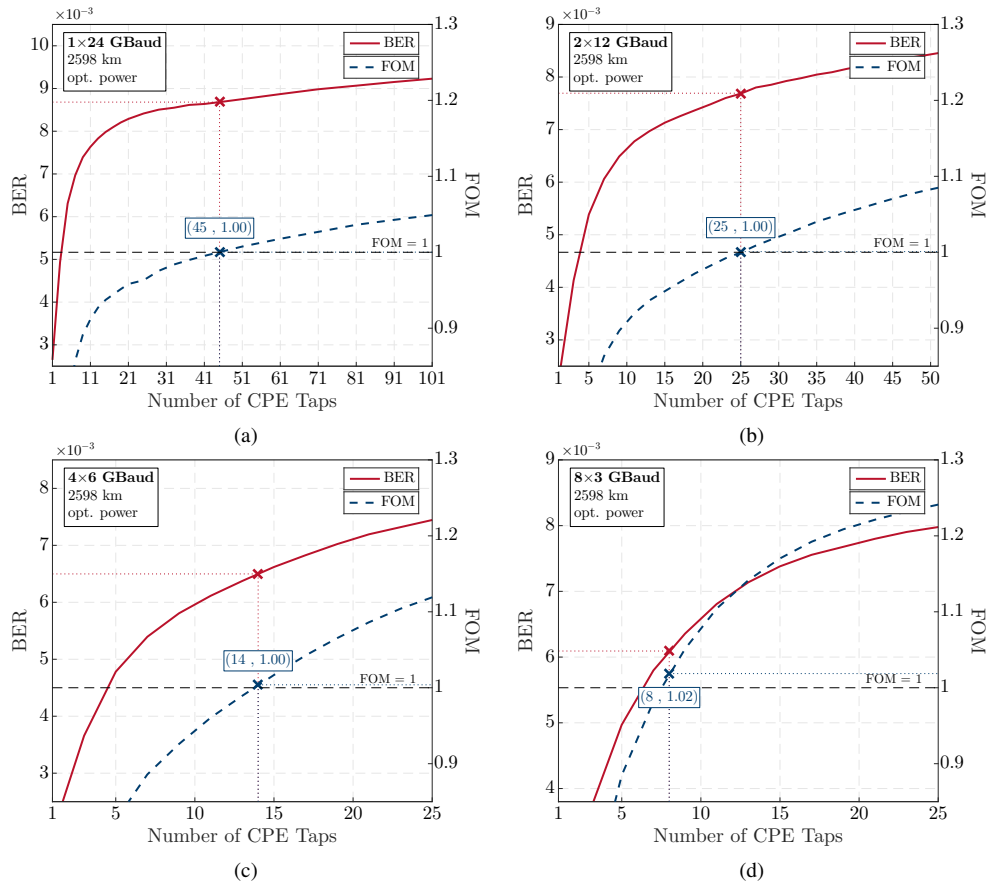 ×10⁻³
1×24 GBaud
2598 km
opt. power
BER
FOM
10
9
8
7
6
5
4
3
1.3
1.2
1.1
1
0.9
BER
FOM
(45 , 1.00)
FOM = 1
1 11 21 31 41 51 61 71 81 91 101
Number of CPE Taps
(a)
×10⁻³
2×12 GBaud
2598 km
opt. power
BER
FOM
9
8
7
6
5
4
3
1.3
1.2
1.1
1
0.9
BER
FOM
(25 , 1.00)
FOM = 1
1 5 10 15 20 25 30 35 40 45 50
Number of CPE Taps
(b)
×10⁻³
4×6 GBaud
2598 km
opt. power
BER
FOM
8
7
6
5
4
3
1.3
1.2
1.1
1
0.9
BER
FOM
(14 , 1.00)
FOM = 1
1 5 10 15 20 25
Number of CPE Taps
(c)
×10⁻³
8×3 GBaud
2598 km
opt. power
BER
FOM
9
8
7
6
5
4
1.3
1.2
1.1
1
0.9
BER
FOM
(8 , 1.02)
FOM = 1
1 5 10 15 20 25
Number of CPE Taps
(d)